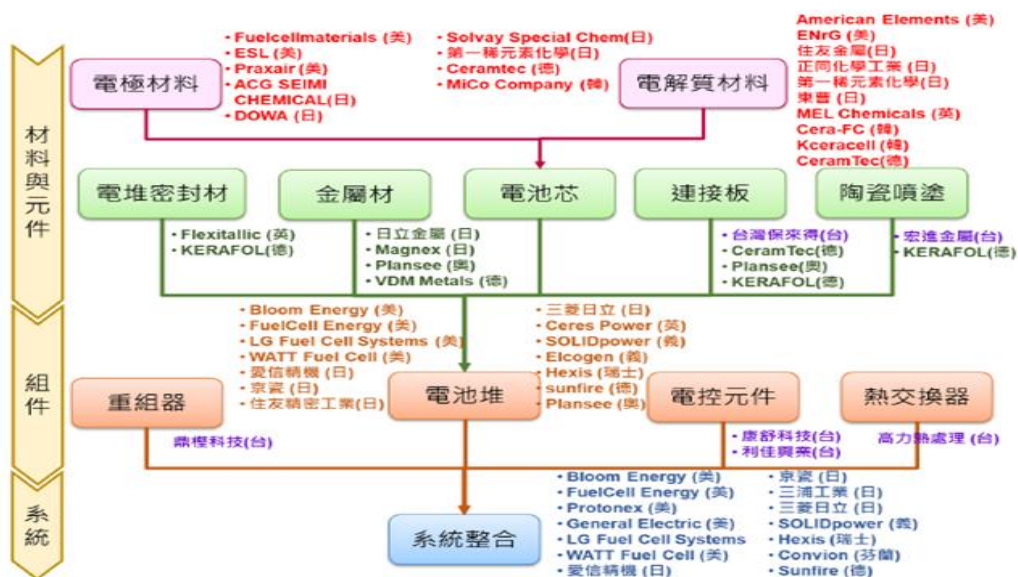 材料與元件
組件
系統
電極材料
• Fuelcellmaterials (美)
• ESL (美)
• Praxair (美)
• ACG SEIMI
CHEMICAL(日)
• DOWA (日)
• Solvay Special Chem(日)
• 第一稀元素化學(日)
• Ceramtec (德)
• MiCo Company (韓)
電解質材料
American Elements (美)
ENrG (美)
住友金屬(日)
正同化學工業 (日)
第一稀元素化學(日)
東曹 (日)
MEL Chemicals (英)
Cera-FC (韓)
Kceracell (韓)
CeramTec(德)
電堆密封材
• Flexitallic (英)
• KERAFOL(德)
金屬材
• 日立金屬 (日)
• Magnex (日)
• Plansee (奧)
• VDM Metals (德)
電池芯
連接板
• 台灣保來得(台)
• CeramTec(德)
• Plansee(奧)
• KERAFOL(德)
陶瓷噴塗
• 宏進金屬(台)
• KERAFOL(德)
• Bloom Energy (美)
• FuelCell Energy (美)
• LG Fuel Cell Systems (美)
• WATT Fuel Cell (美)
• 愛信精機 (日)
• 京瓷 (日)
• 住友精密工業(日)
• 三菱日立 (日)
• Ceres Power (英)
• SOLIDpower (義)
• Elcogen (義)
• Hexis (瑞士)
• sunfire (德)
• Plansee (奧)
重組器
鼎樫科技(台)
電池堆
電控元件
• 康舒科技(台)
• 利佳興業(台)
熱交換器
高力熱處理 (台)
系統整合
• Bloom Energy (美)
• FuelCell Energy (英)
• Protonex (美)
• General Electric (美)
• LG Fuel Cell Systems
• WATT Fuel Cell (美)
• 愛信精機 (日)
• 京瓷 (日)
• 三浦工業 (日)
• 三菱日立 (日)
• SOLIDpower (義)
• Hexis (瑞士)
• Convion (芬蘭)
• Sunfire (德)